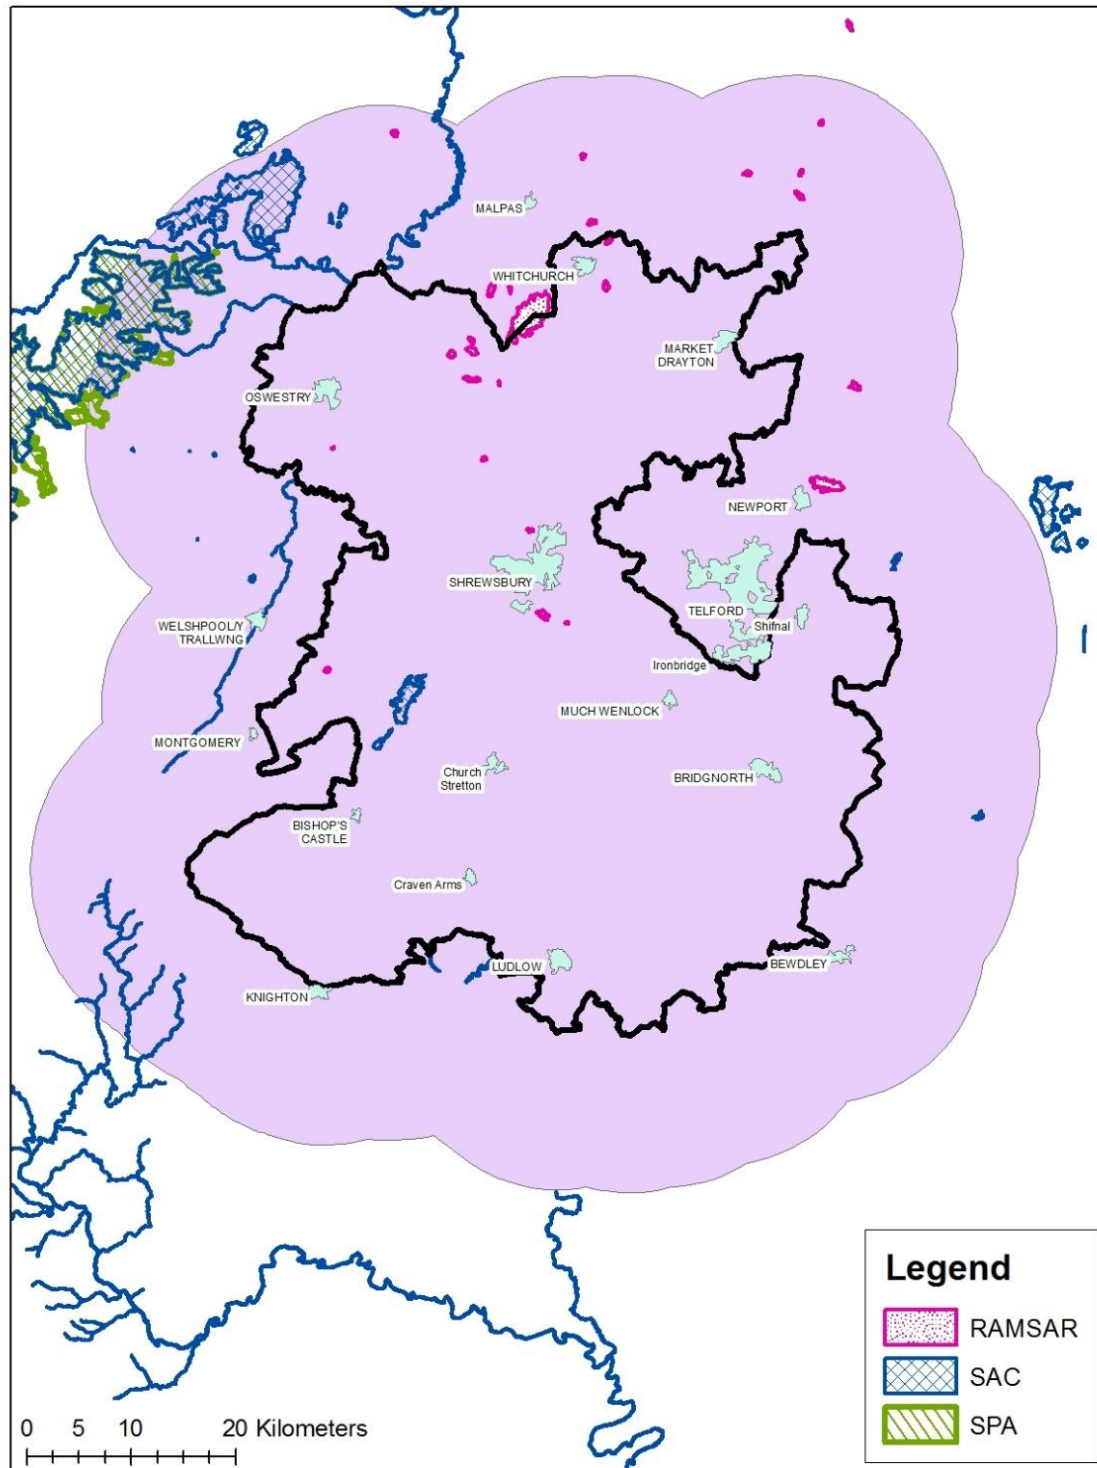 MALPAS
WHITCHURCH
MARKET
DRAYTON
OSWESTRY
NEWPORT
SHREWSBURY
TELFORD
Shifnal
WELSHPOOL/Y
TRALLWNG
Ironbridge
MUCH WENLOCK
MONTGOMERY
Church
Stretton
BRIDGNORTH
BISHOP'S
CASTLE
Craven Arms
LUDLOW
BEWDLEY
KNIGHTON
Legend
RAMSAR
SAC
SPA
0 5 10 20 Kilometers